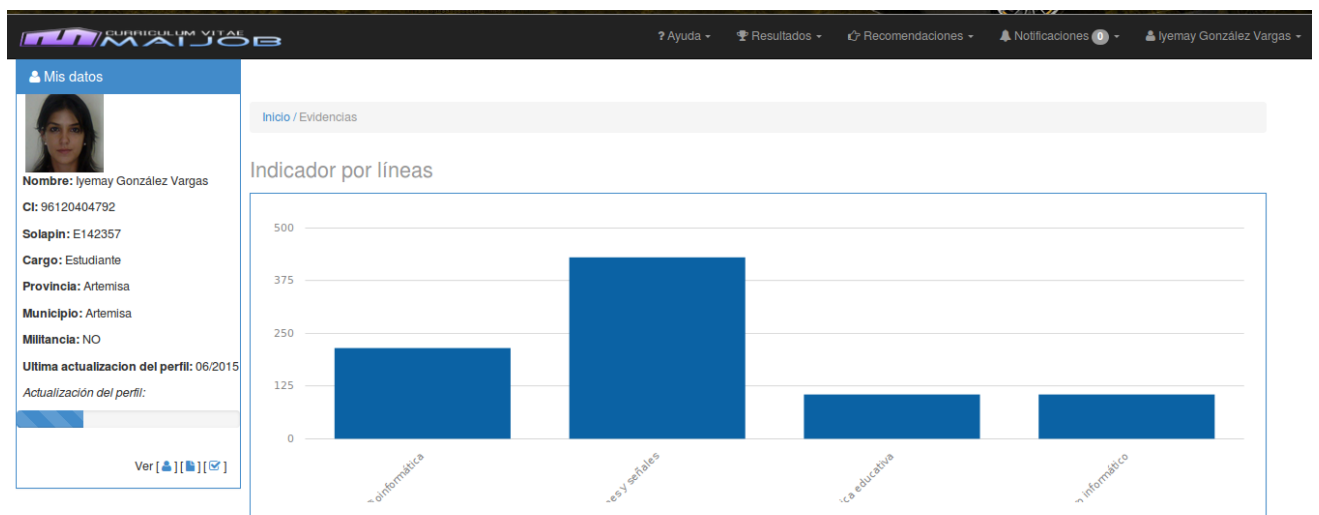 CURRICULUM VITAE
MAIJOB
? Ayuda
Resultados
Recomendaciones
Notificaciones 0
Iyemay González Vargas
Mis datos
Nombre: Iyemay González Vargas
CI: 96120404792
Solapin: E142357
Cargo: Estudiante
Provincia: Artemisa
Municipio: Artemisa
Militancia: NO
Ultima actualizacion del perfil: 06/2015
Actualización del perfil:
Ver [ ] [ ] [ ]
Inicio / Evidencias
Indicador por líneas
500
375
250
125
0
oinformática
es y señales
ca educativa
informático